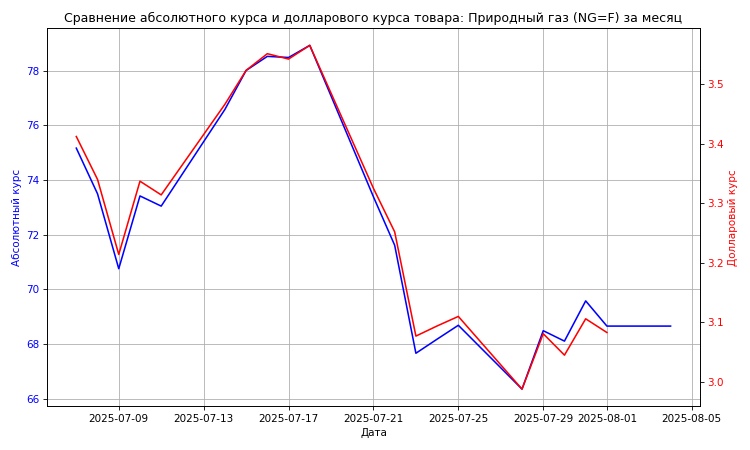 Сравнение абсолютного курса и долларового курса товара: Природный газ (NG=F) за месяц
Абсолютный курс
78
76
74
72
70
68
66
3.5
3.4
3.3
3.2
3.1
3.0
Долларовый курс
2025-07-09 2025-07-13 2025-07-17 2025-07-21 2025-07-25 2025-07-29 2025-08-01 2025-08-05
Дата